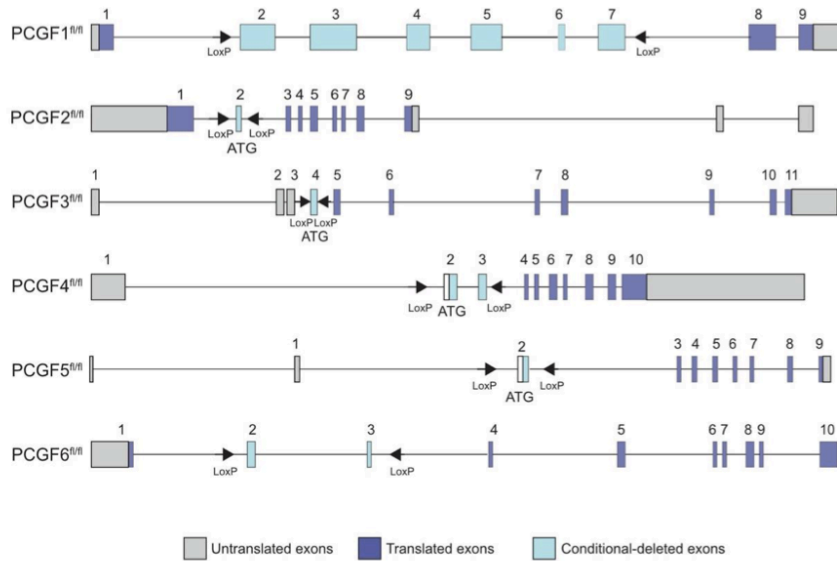 1 2 3 4 5 6 7 8 9
PCGF1fl/fl
LoxP LoxP
1 2 3 4 5 6 7 8 9
PCGF2fl/fl
LoxP LoxP
ATG
1 2 3 4 5 6 7 8 9 10 11
PCGF3fl/fl
LoxP LoxP
ATG
1 2 3 4 5 6 7 8 9 10
PCGF4fl/fl
LoxP ATG LoxP
1 2 3 4 5 6 7 8 9
PCGF5fl/fl
LoxP LoxP
ATG
1 2 3 4 5 6 7 8 9 10
PCGF6fl/fl
LoxP LoxP
Untranslated exons Translated exons Conditional-deleted exons